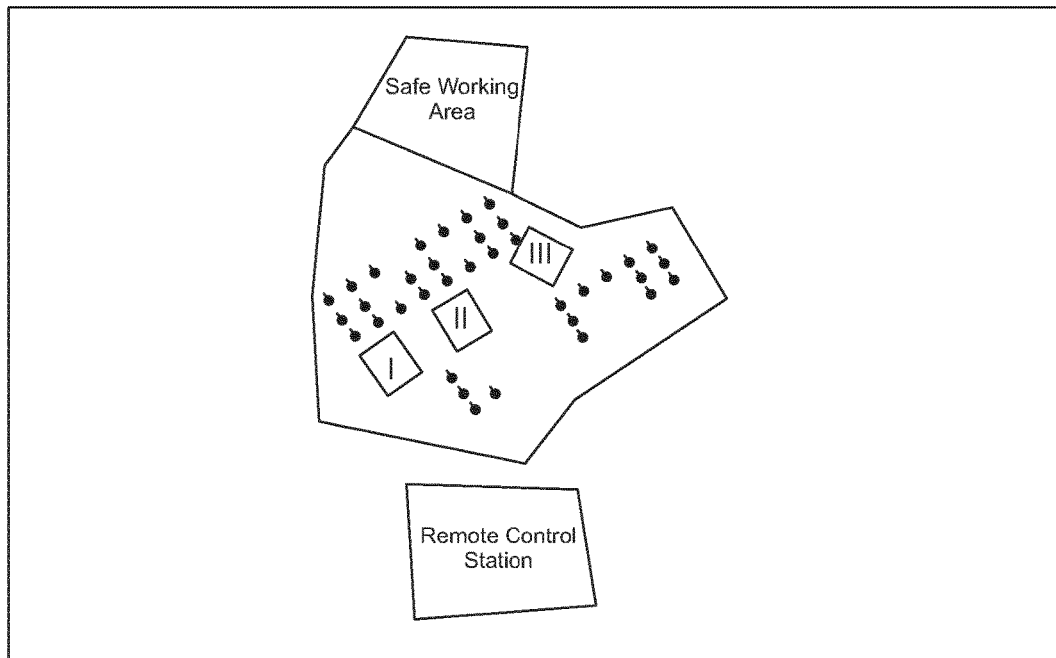 Safe Working
Area
III
II
I
Remote Control
Station